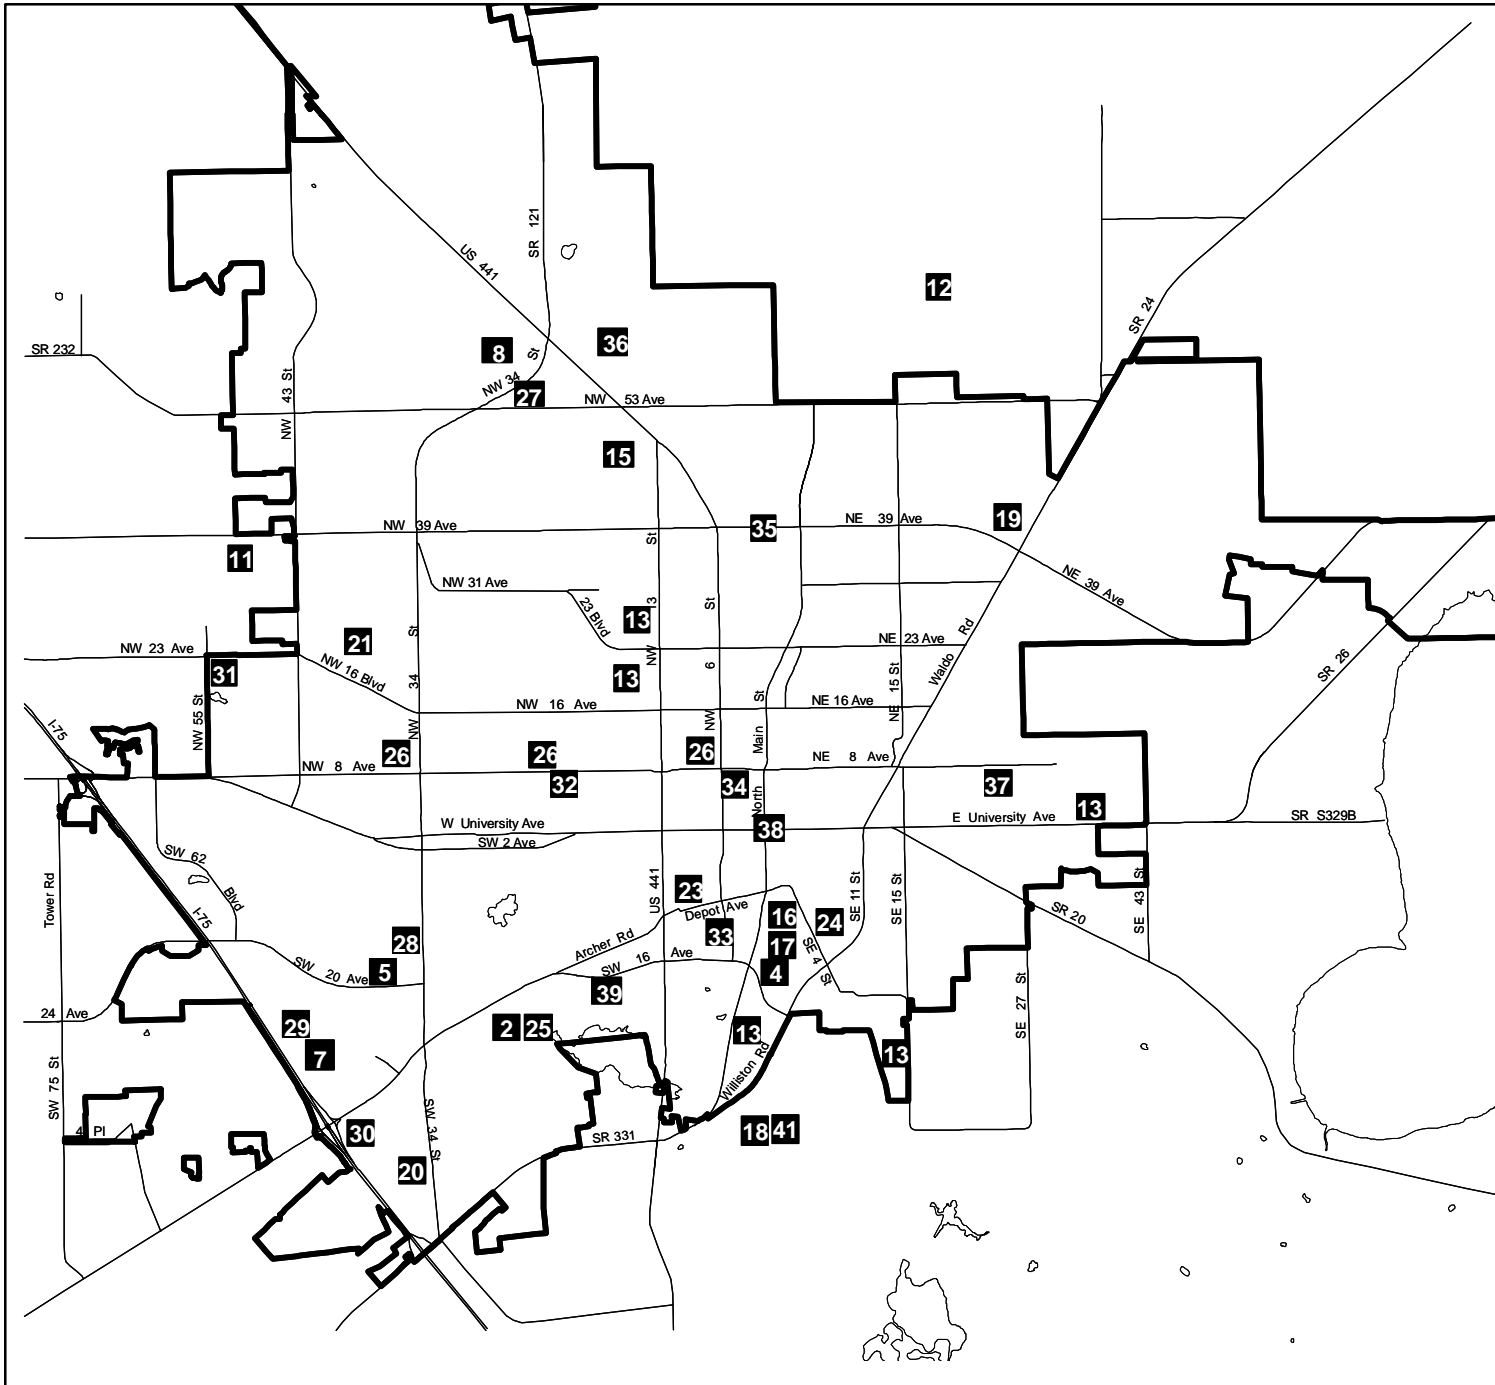 SR 121
US 441
12
SR 24
SR 232
8
36
NW 34 St
27
NW 43 St
NW 53 Ave
15
NW 39 Ave
35
NE 39 Ave
19
11
NW 31 Ave
NE 39 Ave
23 Blvd
13
NW 13 St
NW 6 St
NE 23 Ave
Waldo Rd
NW 23 Ave
21
31
NW 16 Blvd
NW 34 St
13
NE 15 St
SR 26
NW 55 St
NW 16 Ave
NE 16 Ave
I-75
26
26
26
North Main St
NW 8 Ave
NE 8 Ave
32
34
37
13
W University Ave
38
E University Ave
SR S329B
SW 2 Ave
SW 62 Blvd
Tower Rd
I-75
US 441
23
Depot Ave
16
24
SE 11 St
SE 15 St
SR 20
SE 43 St
28
Archer Rd
33
17
SE 4 St
SW 20 Ave
5
SW 16 Ave
4
39
24 Ave
29
2
25
13
SE 27 St
7
13
Williston Rd
SW 75 St
4 Pl
30
SW 34 St
SR 331
18
41
20